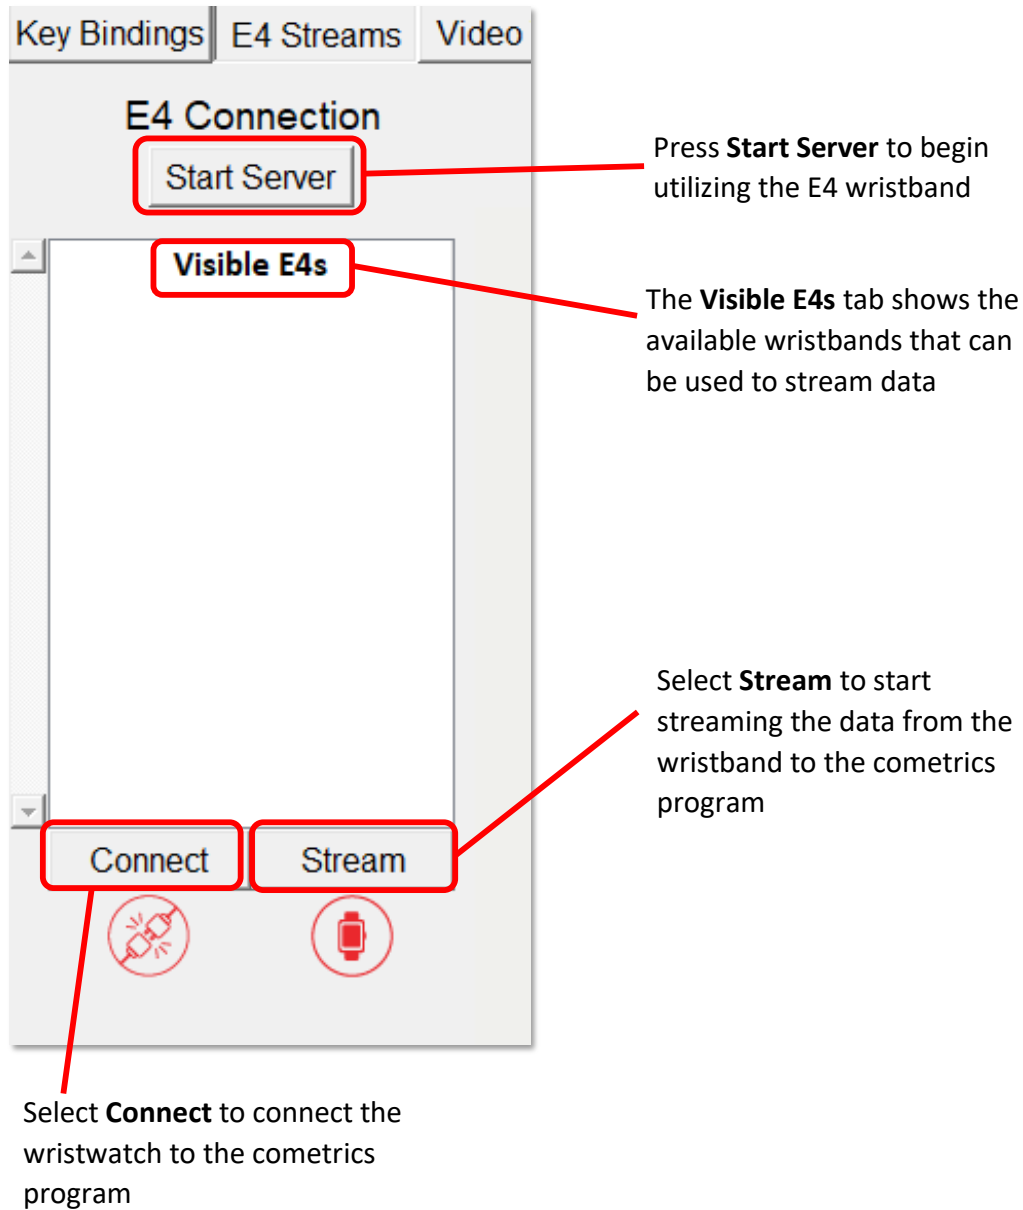 Key Bindings E4 Streams Video
E4 Connection
Start Server
Press Start Server to begin
utilizing the E4 wristband
Visible E4s
The Visible E4s tab shows the
available wristbands that can
be used to stream data
Select Stream to start
streaming the data from the
wristband to the cometrics
program
Connect Stream
Select Connect to connect the
wristwatch to the cometrics
program